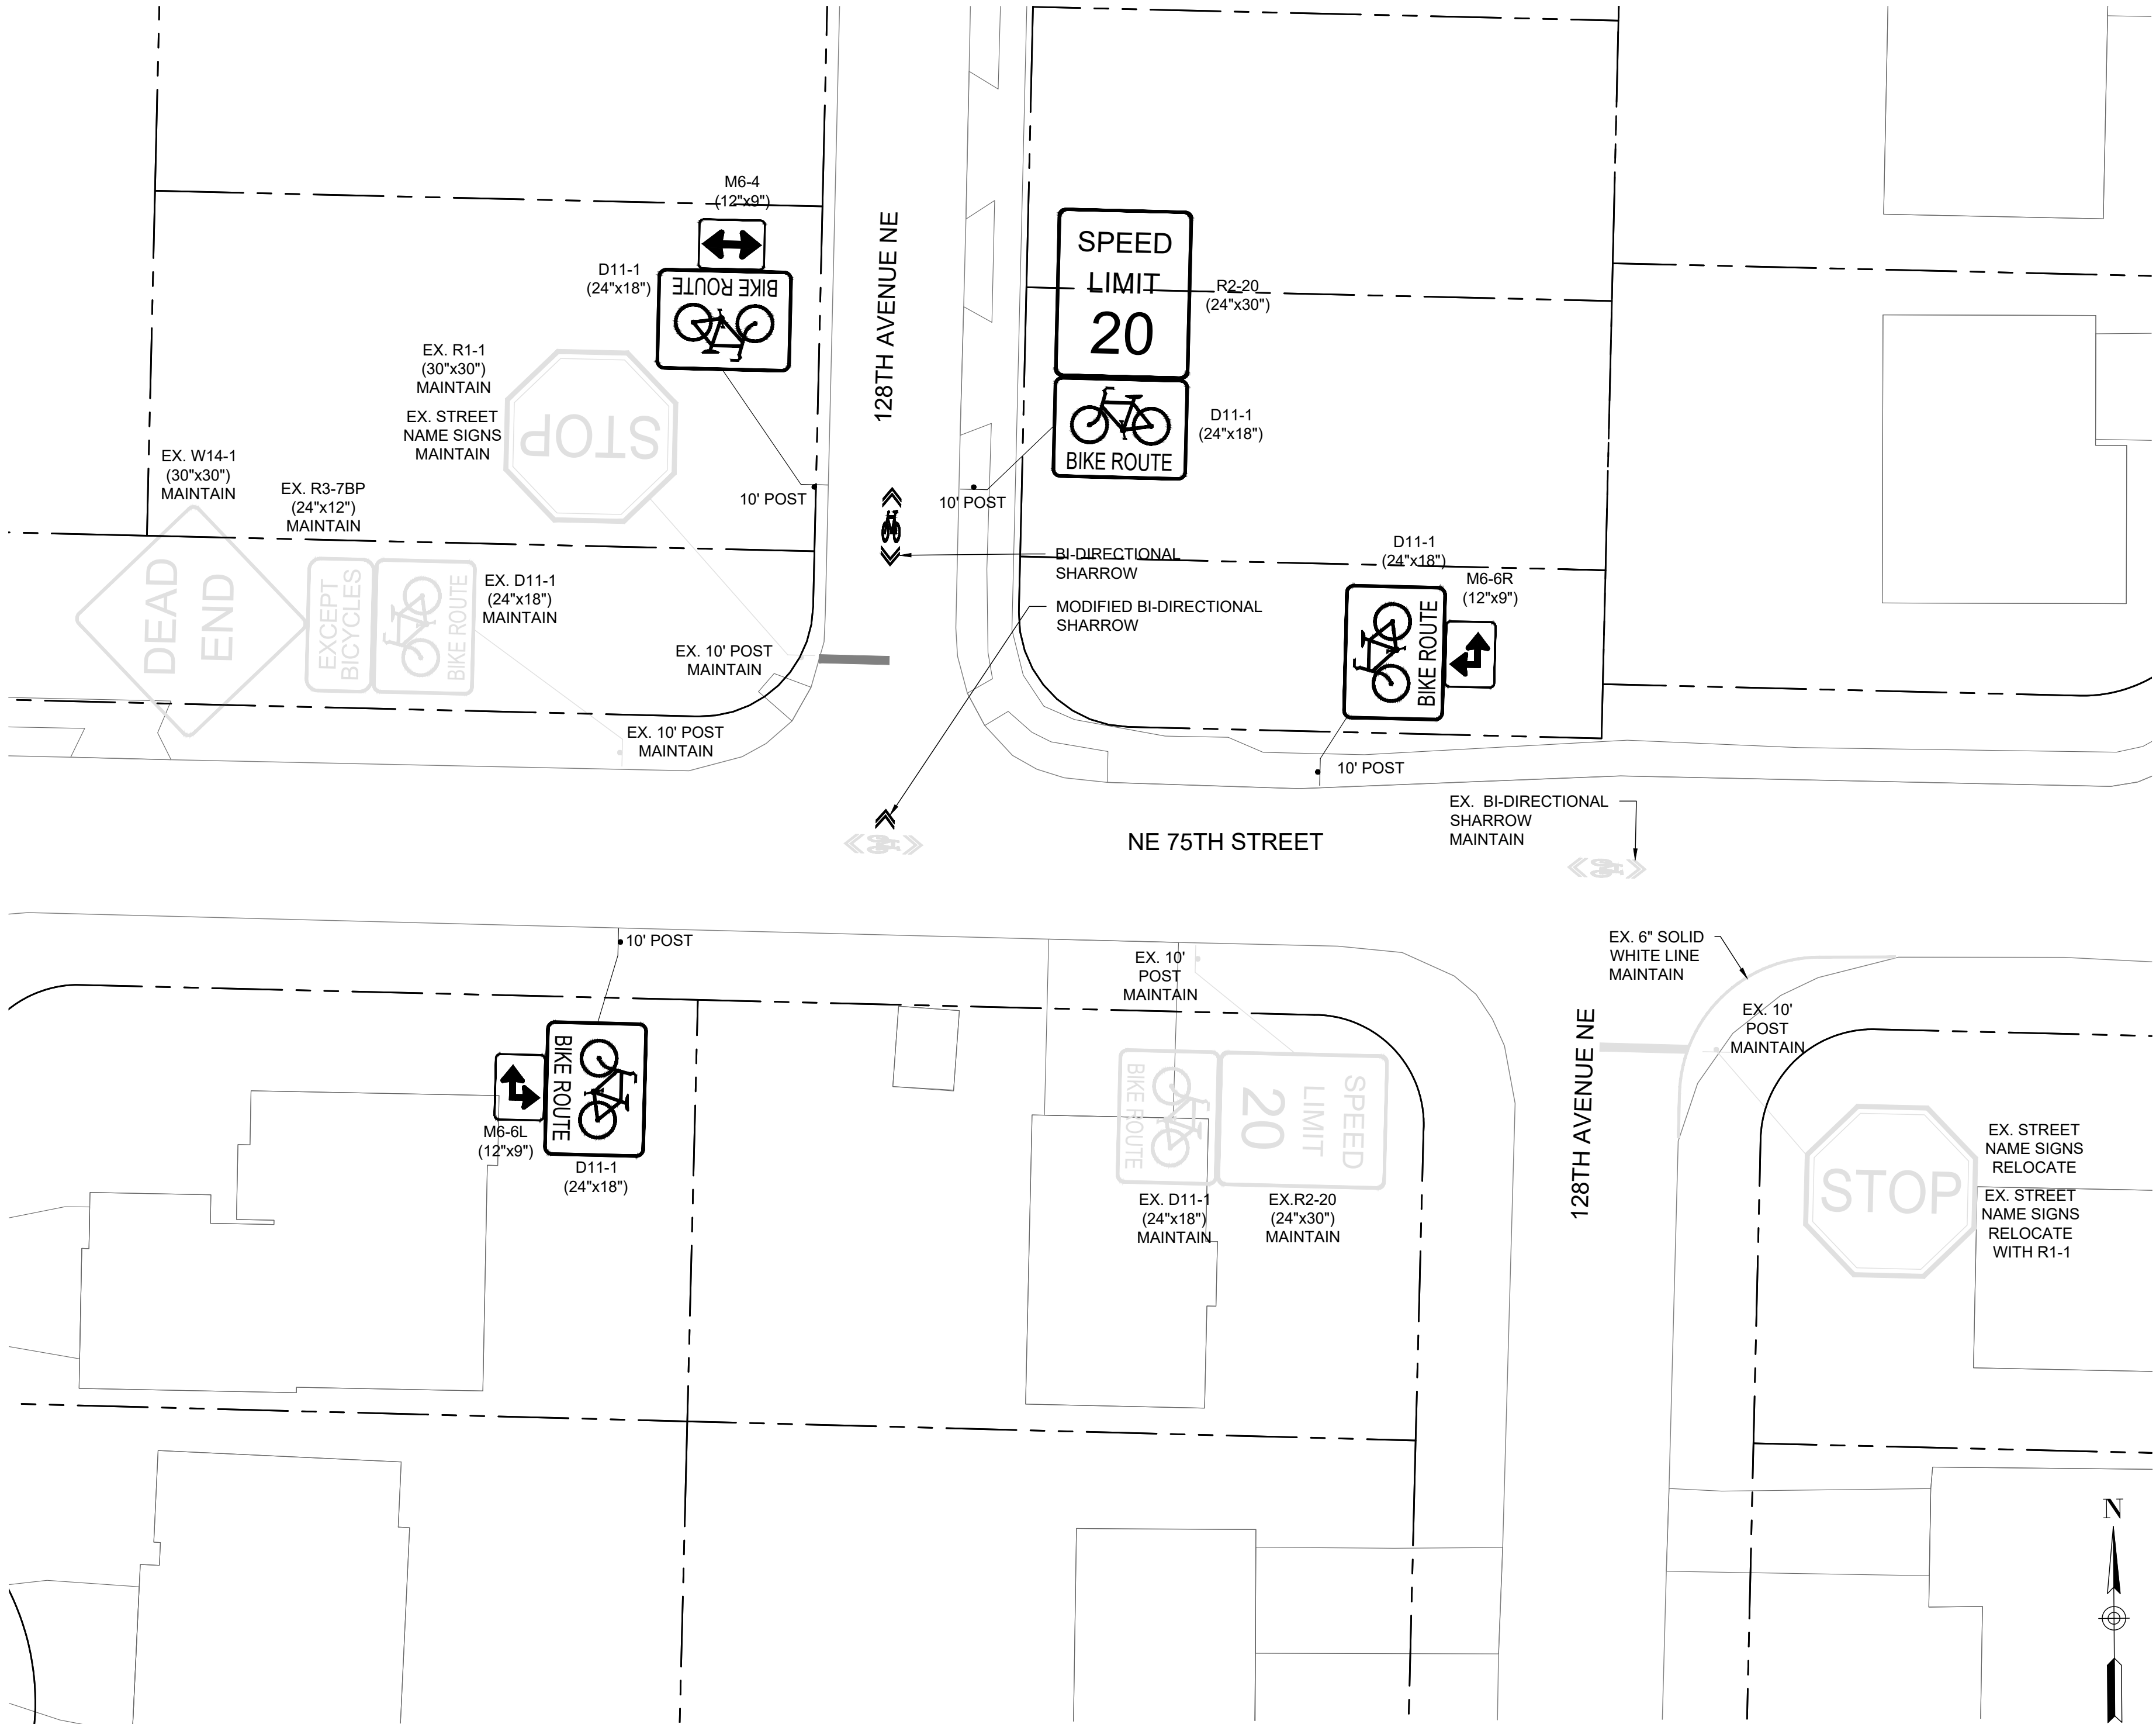 M6-4
(12"x9")
D11-1
(24"x18")
BIKE ROUTE
128TH AVENUE NE
SPEED
LIMIT
20
R2-20
(24"x30")
BIKE ROUTE
D11-1
(24"x18")
EX. R1-1
(30"x30")
MAINTAIN
EX. STREET
NAME SIGNS
MAINTAIN
STOP
EX. W14-1
(30"x30")
MAINTAIN
EX. R3-7BP
(24"x12")
MAINTAIN
10' POST
10' POST
DEAD
END
EXCEPT
BICYCLES
BIKE ROUTE
EX. D11-1
(24"x18")
MAINTAIN
BI-DIRECTIONAL
SHARROW
MODIFIED BI-DIRECTIONAL
SHARROW
D11-1
(24"x18")
M6-6R
(12"x9")
BIKE ROUTE
EX. 10' POST
MAINTAIN
EX. 10' POST
MAINTAIN
10' POST
EX. BI-DIRECTIONAL
SHARROW
MAINTAIN
NE 75TH STREET
10' POST
EX. 10'
POST
MAINTAIN
EX. 6" SOLID
WHITE LINE
MAINTAIN
EX. 10'
POST
MAINTAIN
128TH AVENUE NE
BIKE ROUTE
M6-6L
(12"x9")
D11-1
(24"x18")
BIKE ROUTE
SPEED
LIMIT
20
EX. D11-1
(24"x18")
MAINTAIN
EX.R2-20
(24"x30")
MAINTAIN
STOP
EX. STREET
NAME SIGNS
RELOCATE
EX. STREET
NAME SIGNS
RELOCATE
WITH R1-1
N